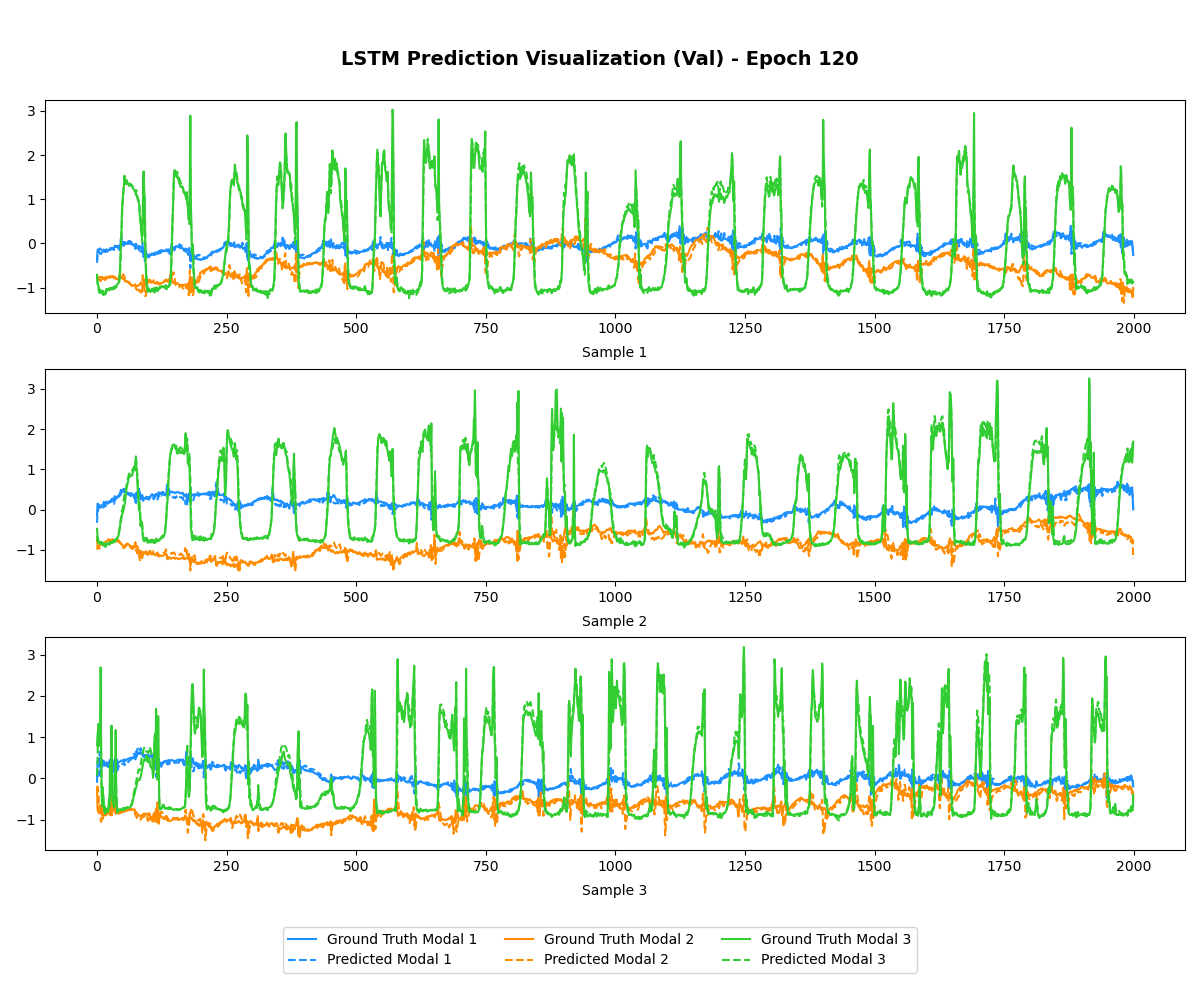 LSTM Prediction Visualization (Val) - Epoch 120
3
2
1
0
−1
0 250 500 750 1000 1250 1500 1750 2000
Sample 1
3
2
1
0
−1
0 250 500 750 1000 1250 1500 1750 2000
Sample 2
3
2
1
0
−1
0 250 500 750 1000 1250 1500 1750 2000
Sample 3
Ground Truth Modal 1 Ground Truth Modal 2 Ground Truth Modal 3
Predicted Modal 1 Predicted Modal 2 Predicted Modal 3